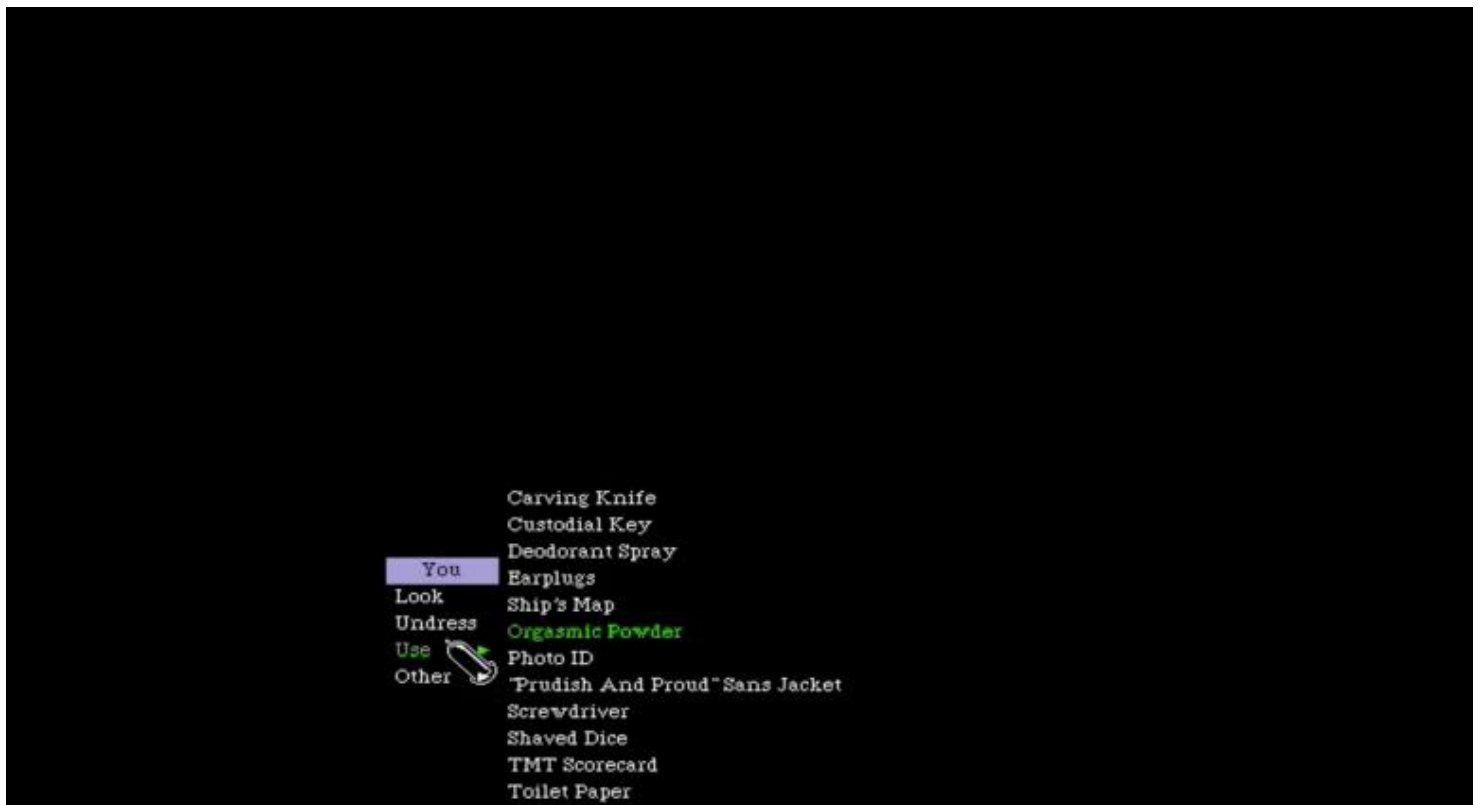 You
Look
Undress
Use
Other
Carving Knife
Custodial Key
Deodorant Spray
Earplugs
Ship's Map
Orgasmic Powder
Photo ID
"Prudish And Proud" Sans Jacket
Screwdriver
Shaved Dice
TMT Scorecard
Toilet Paper